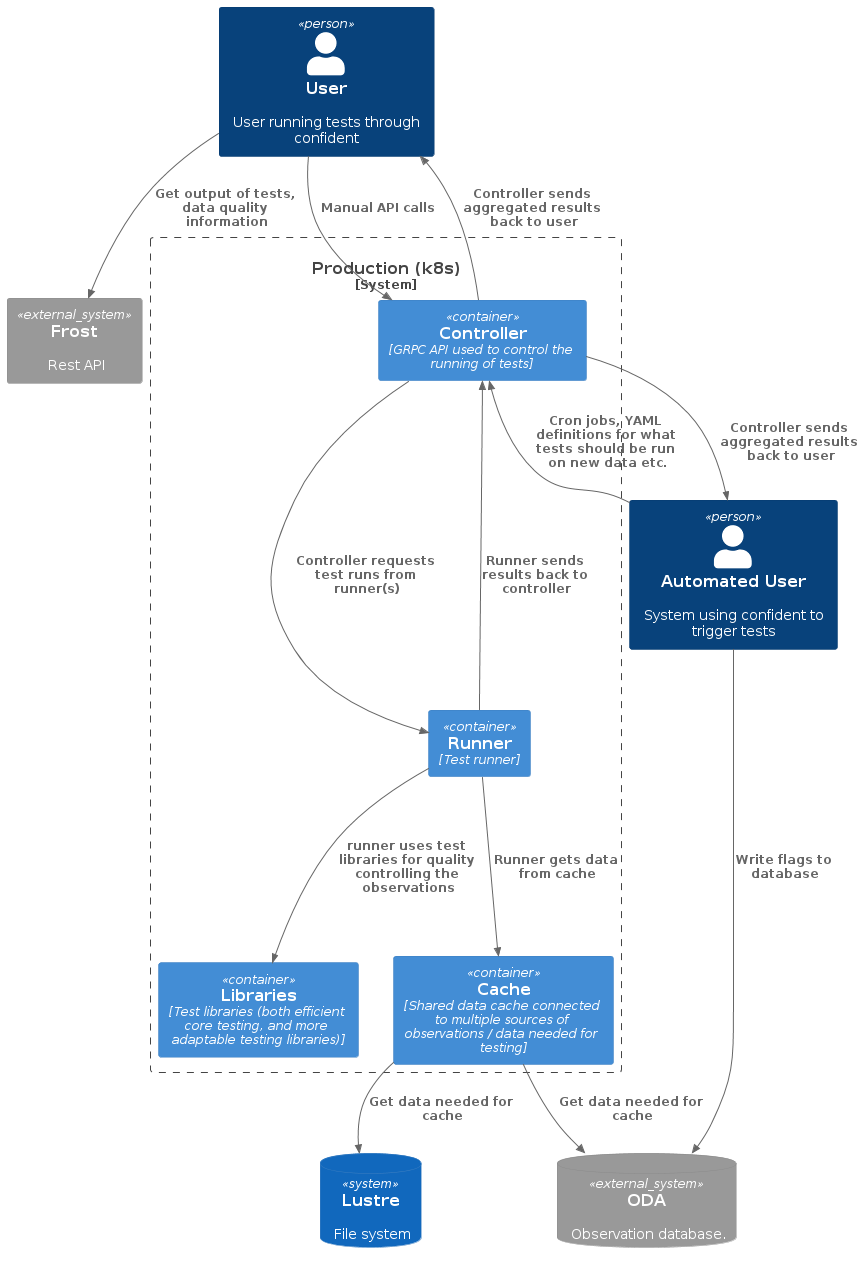 «person»
User
User running tests through
confident
Get output of tests,
data quality
information
Manual API calls
Controller sends
aggregated results
back to user
Production (k8s)
[System]
«external_system»
Frost
Rest API
«container»
Controller
[GRPC API used to control the
running of tests]
Cron jobs, YAML
definitions for what
tests should be run
on new data etc.
Controller sends
aggregated results
back to user
«person»
Automated User
System using confident to
trigger tests
Controller requests
test runs from
runner(s)
Runner sends
results back to
controller
«container»
Runner
[Test runner]
runner uses test
libraries for quality
controlling the
observations
Runner gets data
from cache
Write flags to
database
«container»
Libraries
[Test libraries (both efficient
core testing, and more
adaptable testing libraries)]
«container»
Cache
[Shared data cache connected
to multiple sources of
observations / data needed for
testing]
Get data needed for
cache
Get data needed for
cache
«system»
Lustre
File system
«external_system»
ODA
Observation database.